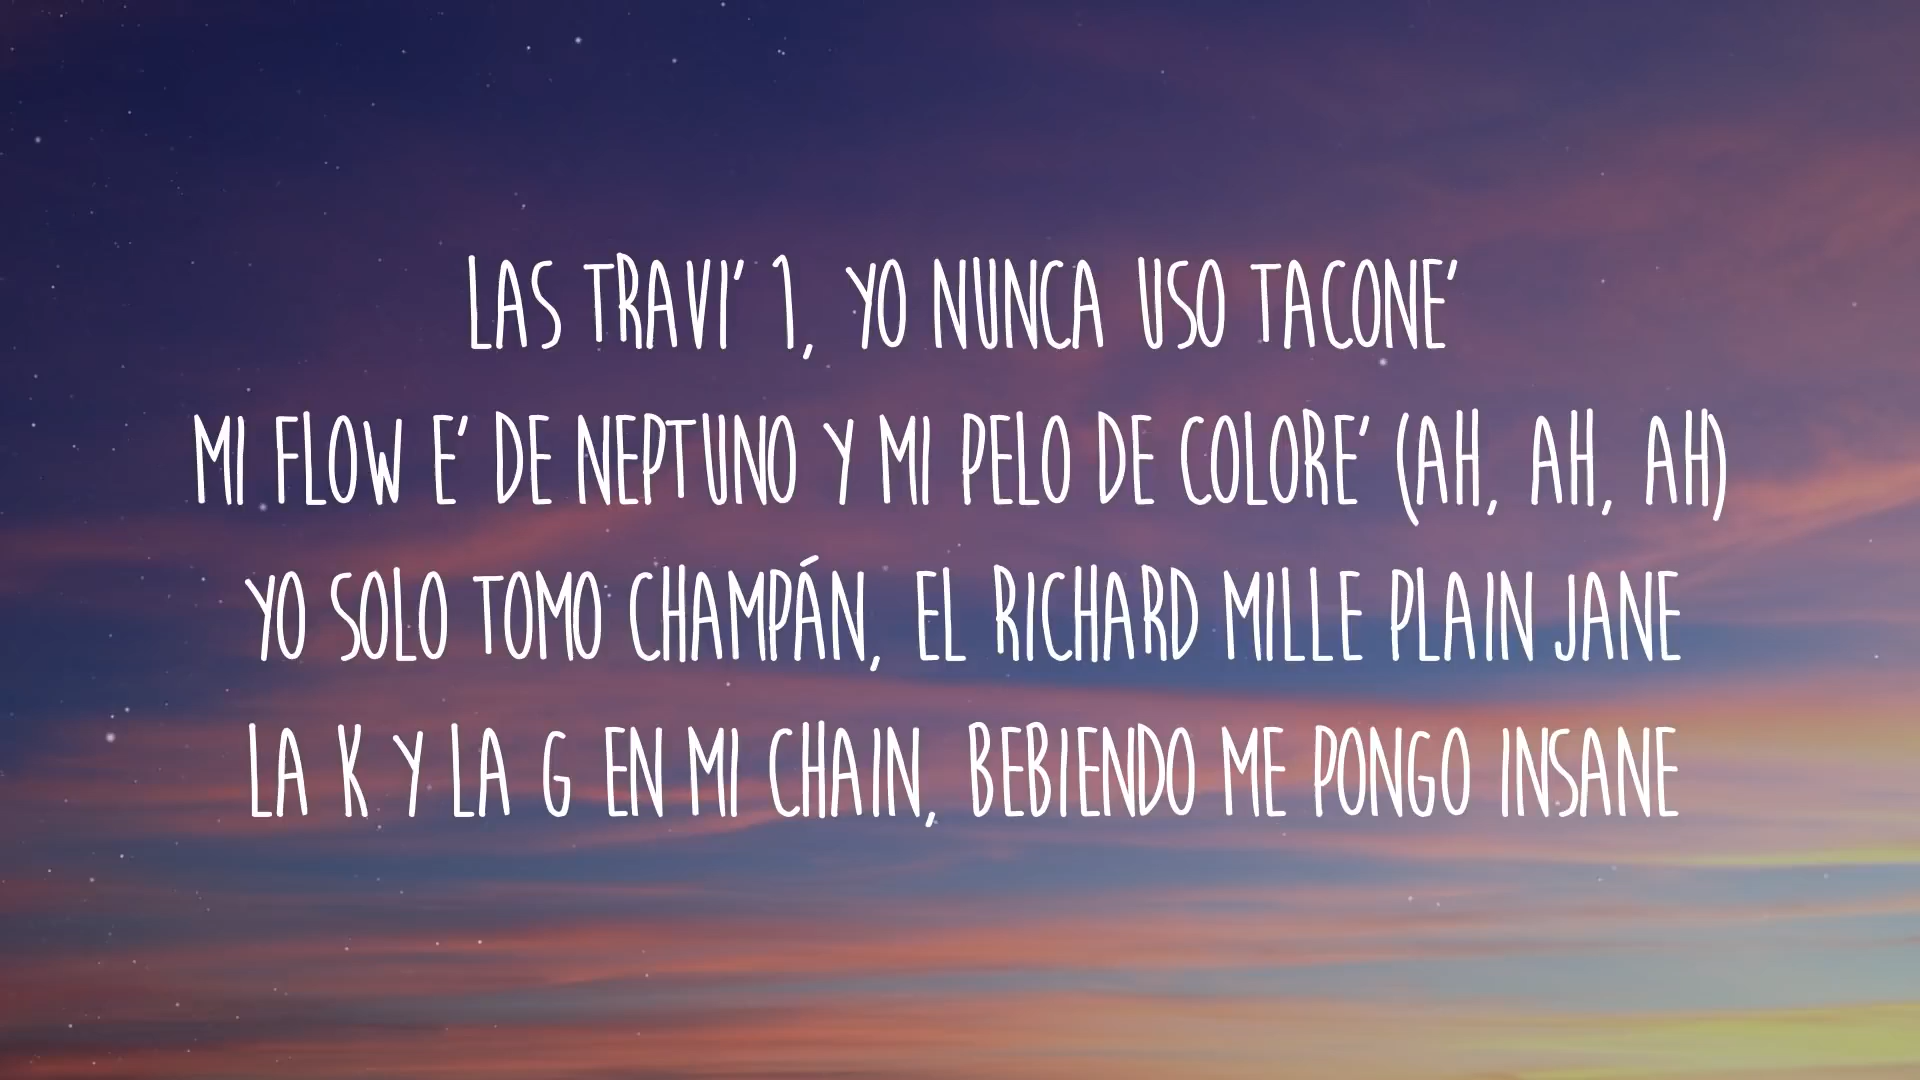 LAS TRAVI' 1, YO NUNCA USO TACONE'
MI FLOW E' DE NEPTUNO Y MI PELO DE COLORE' (AH, AH, AH)
YO SOLO TOMO CHAMPÁN, EL RICHARD MILLE PLAIN JANE
LA K Y LA G EN MI CHAIN, BEBIENDO ME PONGO INSANE